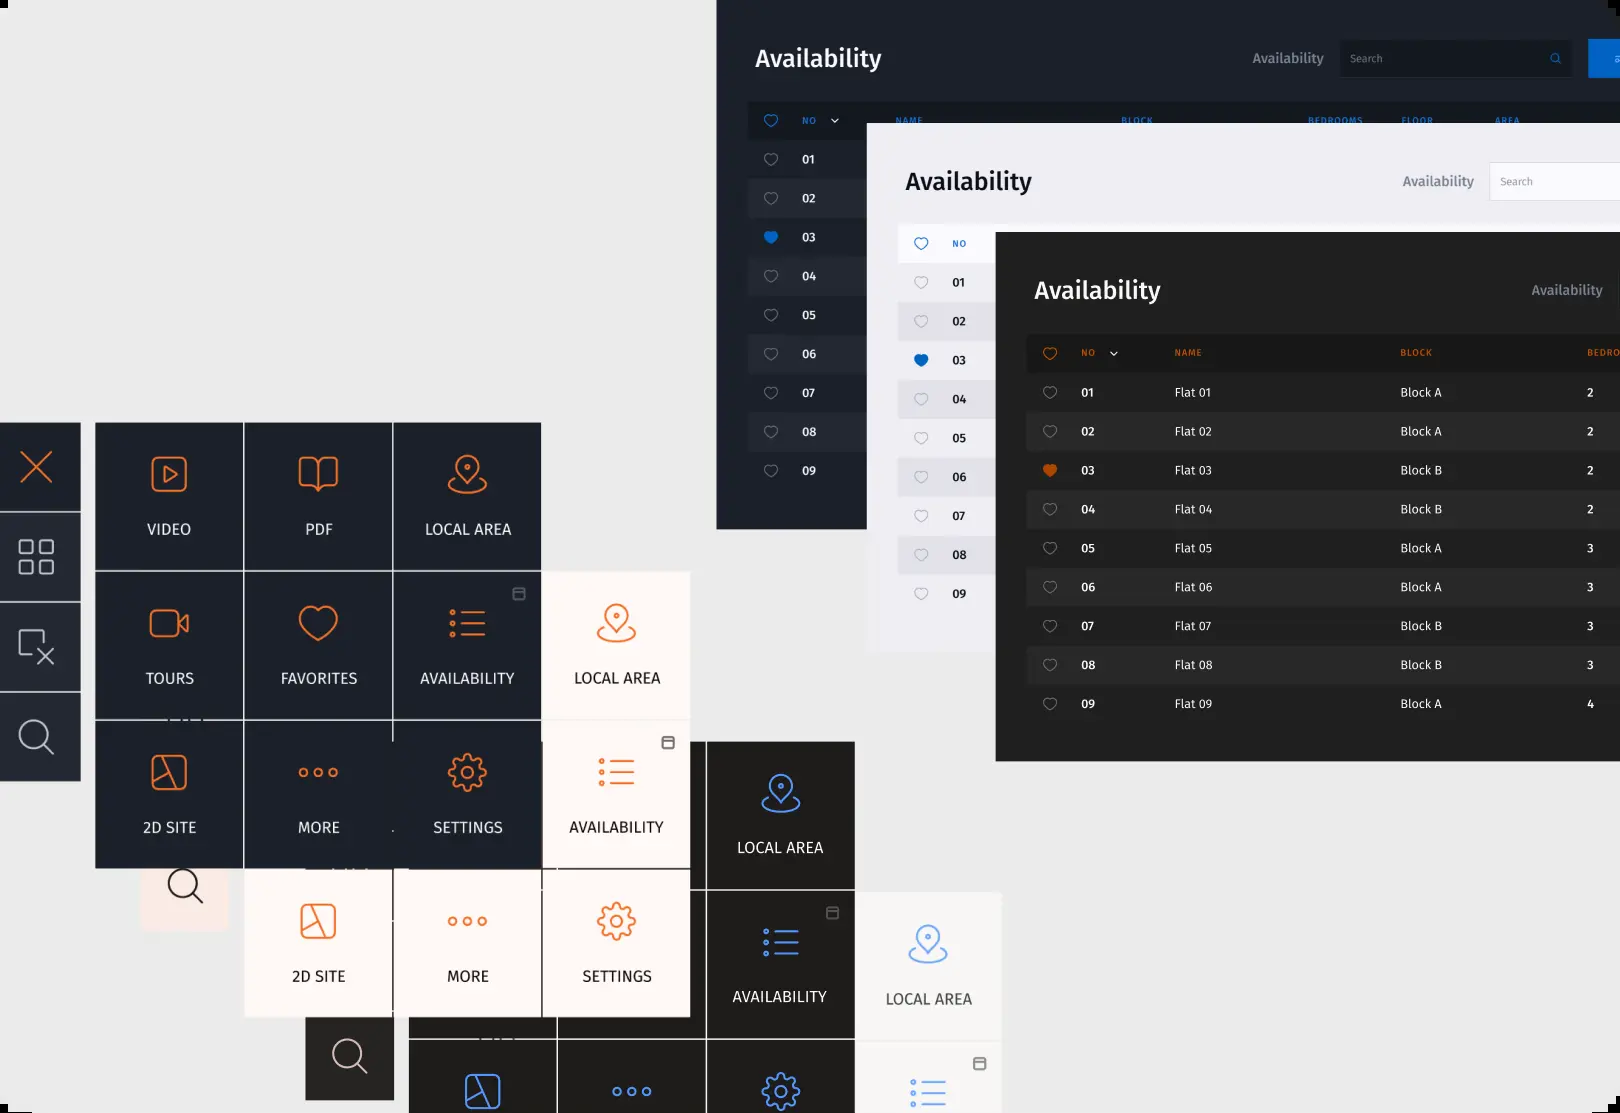 Availability
Availability
Search
NO
NAME
BLOCK
BEDROOMS
FLOOR
AREA
01
02
03
04
05
06
07
08
09
Availability
Availability
Search
NO
01
02
03
04
05
06
07
08
09
Availability
Availability
NO NAME BLOCK BEDRO
01 Flat 01 Block A 2
02 Flat 02 Block A 2
03 Flat 03 Block B 2
04 Flat 04 Block B 2
05 Flat 05 Block A 3
06 Flat 06 Block A 3
07 Flat 07 Block B 3
08 Flat 08 Block B 3
09 Flat 09 Block A 4
VIDEO PDF LOCAL AREA
TOURS FAVORITES AVAILABILITY
2D SITE MORE SETTINGS
LOCAL AREA
AVAILABILITY
2D SITE MORE SETTINGS
LOCAL AREA
AVAILABILITY
LOCAL AREA